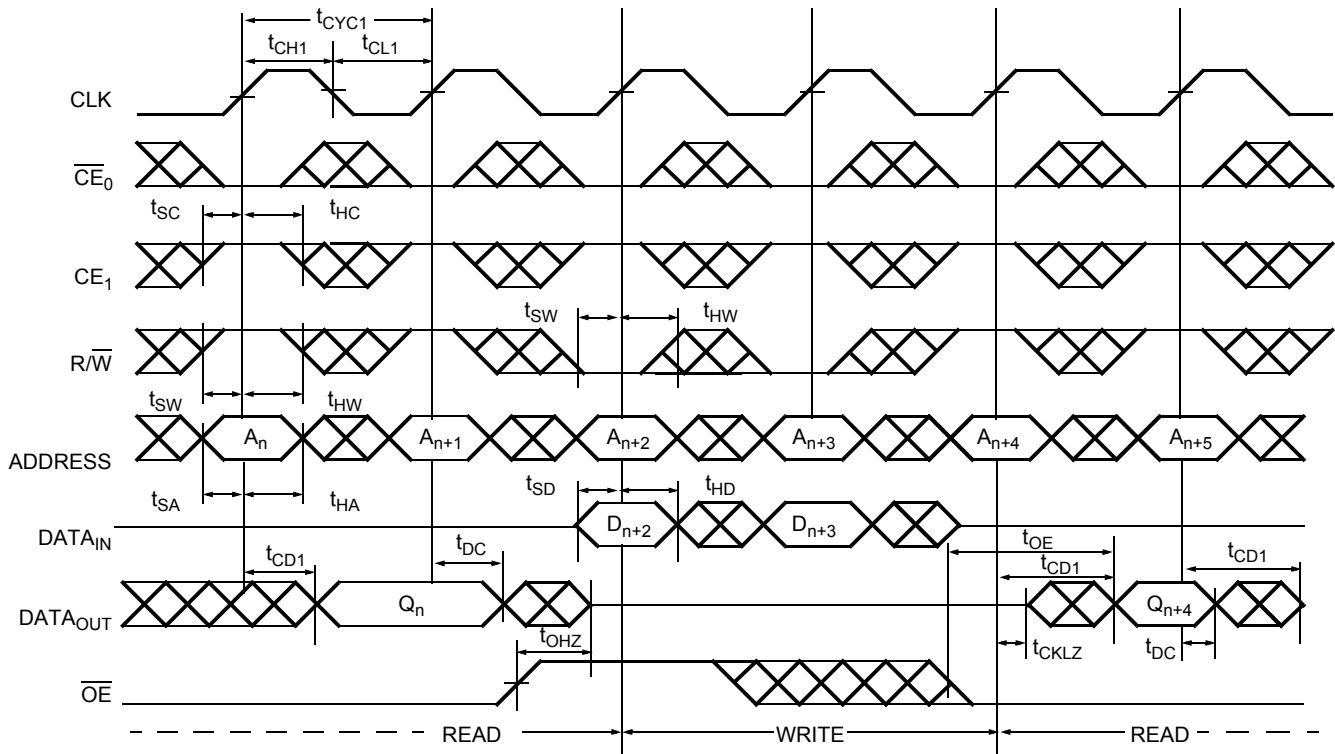 tCYC1
tCH1 tCL1
CLK
CE0
tSC tHC
CE1
tSW tHW
R/W
tSW tHW
An An+1 An+2 An+3 An+4 An+5
ADDRESS
tSA tHA tSD tHD
Dn+2 Dn+3
DATAIN
tCD1 tDC tOE tCD1 tCD1
Qn Qn+4
DATAOUT
tOHZ tCKLZ tDC
OE
READ WRITE READ